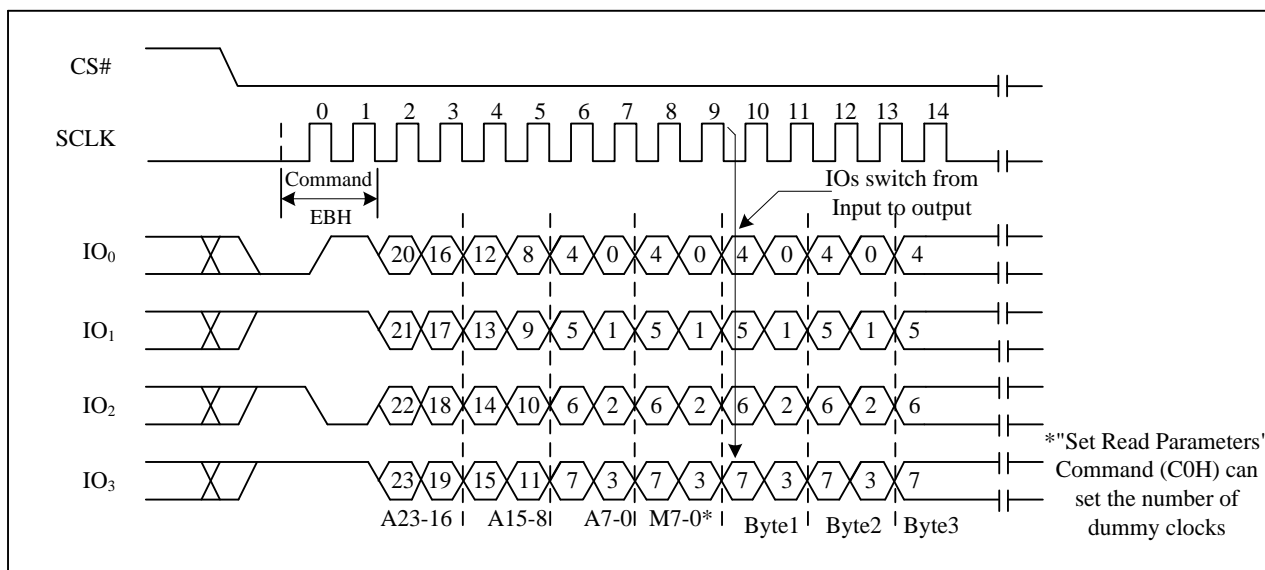 CS#
SCLK
0 1 2 3 4 5 6 7 8 9 10 11 12 13 14
Command
EBH
IOs switch from
Input to output
IO0
20 16 12 8 4 0 4 0 4 0 4 0 4
IO1
21 17 13 9 5 1 5 1 5 1 5 1 5
IO2
22 18 14 10 6 2 6 2 6 2 6 2 6
IO3
23 19 15 11 7 3 7 3 7 3 7 3 7
A23-16 A15-8 A7-0 M7-0* Byte1 Byte2 Byte3
*"Set Read Parameters"
Command (C0H) can
set the number of
dummy clocks